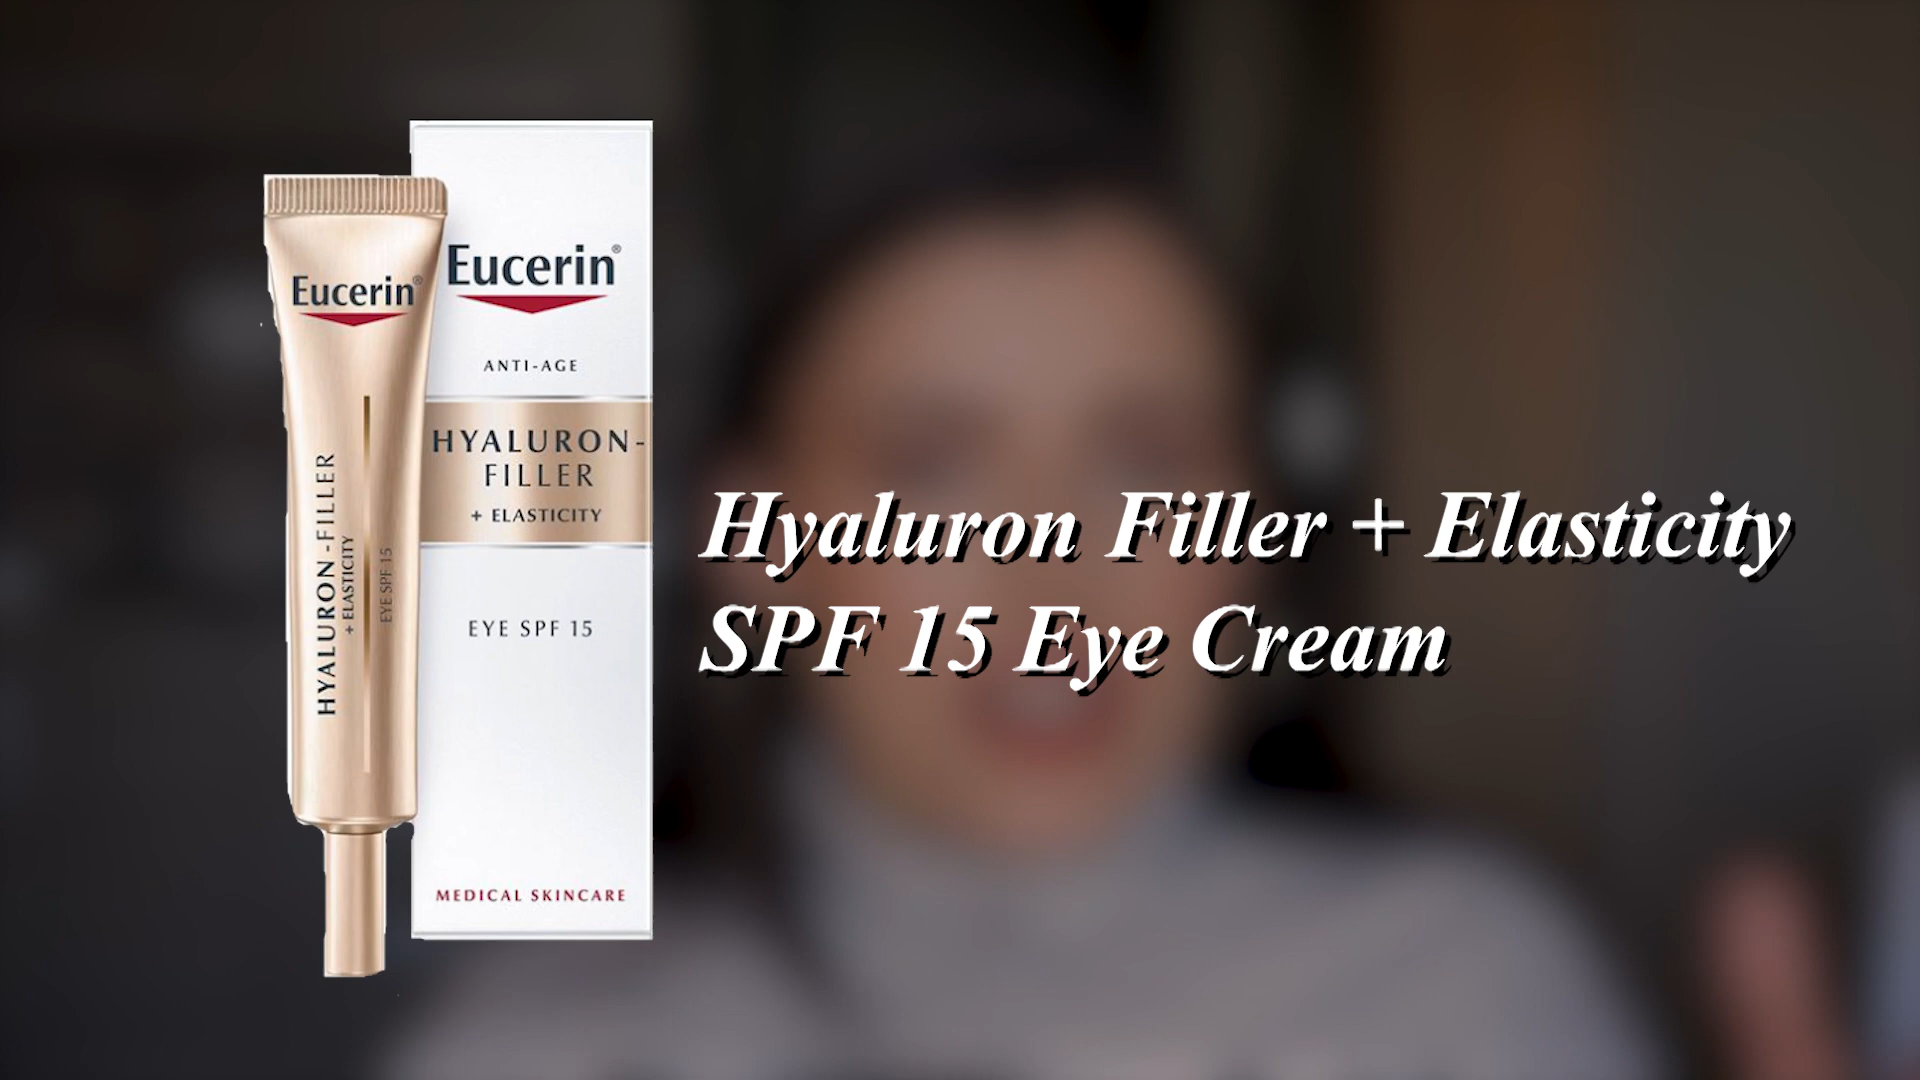 Eucerin®
HYALURON-FILLER
+ ELASTICITY
EYE SPF 15
Eucerin®
ANTI-AGE
HYALURON-
FILLER
+ ELASTICITY
EYE SPF 15
MEDICAL SKINCARE
Hyaluron Filler + Elasticity
SPF 15 Eye Cream